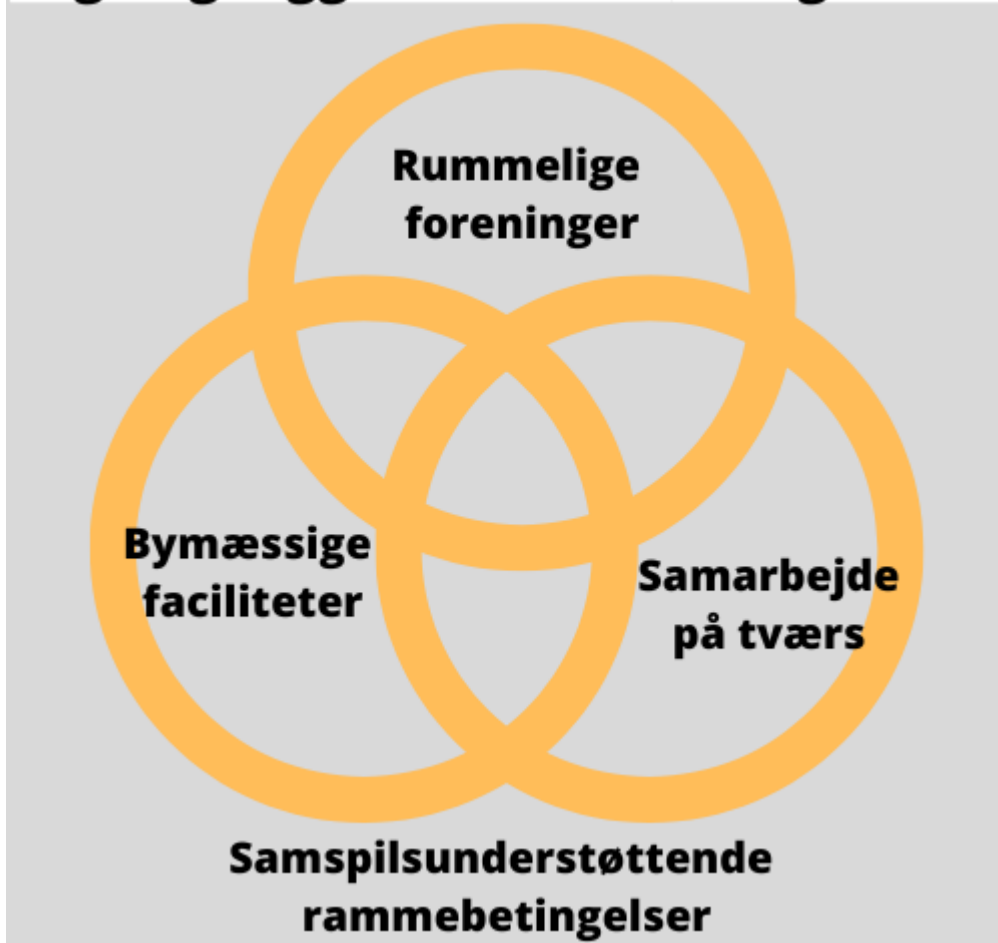 Rummelige
foreninger
Bymæssige
faciliteter
Samarbejde
på tværs
Samspilsunderstøttende
rammebetingelser